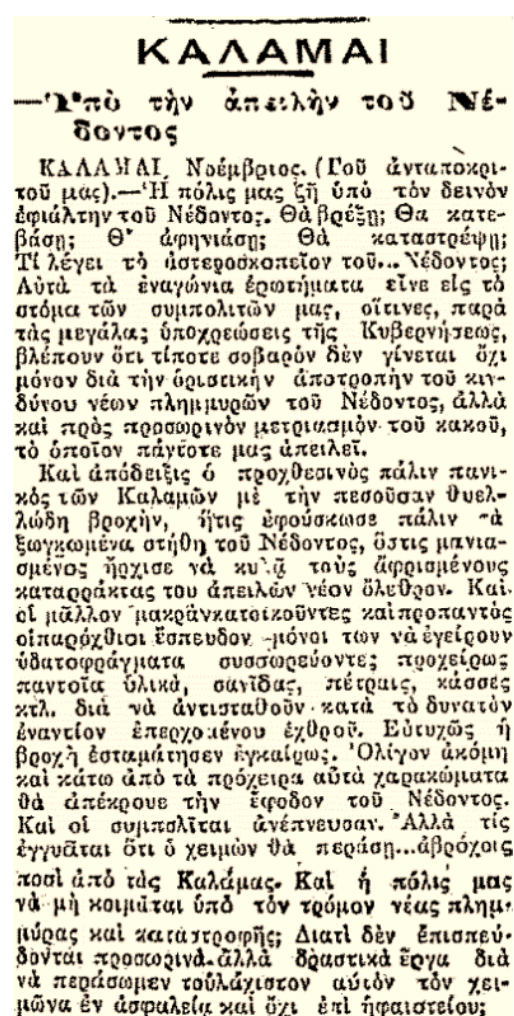 ΚΑΛΑΜΑΙ
—Ὑπὸ τὴν ἀπειλὴν τοῦ Νέ-
δοντος
ΚΑΛΑΜΑΙ, Νοέμβριος. (Τοῦ ἀνταποκρι-
τοῦ μας).—Ἡ πόλις μας ζῆ ὑπὸ τὸν δεινὸν
ἐφιάλτην τοῦ Νέδοντος. Θὰ βρέξῃ; Θα κατε-
βάσῃ; Θ' ἀφηνιάσῃ; Θὰ καταστρέψῃ;
Τί λέγει τὸ ἀστεροσκοπεῖον τοῦ... Νέδοντος;
Αὐτὰ τὰ ἐναγώνια ἐρωτήματα εἶνε εἰς τὸ
στόμα τῶν συμπολιτῶν μας, οἵτινες, παρὰ
τὰς μεγάλας ὑποχρεώσεις τῆς Κυβερνήσεως,
βλέπουν ὅτι τίποτε σοβαρὸν δὲν γίνεται ὄχι
μόνον διὰ τὴν ὁριστικὴν ἀποτροπὴν τοῦ κιν-
δύνου νέων πλημμυρῶν τοῦ Νέδοντος, ἀλλὰ
καὶ πρὸς προσωρινὸν μετριασμὸν τοῦ κακοῦ,
τὸ ὁποῖον πάντοτε μας ἀπειλεῖ.
Καὶ ἀπόδειξις ὁ προχθεσινὸς πάλιν πανι-
κὸς τῶν Καλαμῶν μὲ τὴν πεσοῦσαν θυελ-
λώδη βροχὴν, ἥτις ἐφούσκωσε πάλιν τὰ
ξωγκωμένα στήθη τοῦ Νέδοντος, ὅστις μανια-
σμένος ἤρχισε νὰ κυλᾷ τοὺς ἀφρισμένους
καταρράκτας του ἀπειλῶν νέον ὄλεθρον. Καὶ
οἱ μᾶλλον μακρὰν κατοικοῦντες καὶ προπαντὸς
οἱ παρόχθιοι ἔσπευδον μόνοι των νὰ ἐγείρουν
ὑδατοφράγματα συσσωρεύοντες προχείρως
παντοῖα ὑλικὰ, σανίδας, πέτραις, κάσσες
κτλ. διὰ νὰ ἀντισταθοῦν κατὰ τὸ δυνατὸν
ἐναντίον ἐπερχομένου ἐχθροῦ. Εὐτυχῶς ἡ
βροχὴ ἐσταμάτησεν ἐγκαίρως. Ὀλίγον ἀκόμη
καὶ κάτω ἀπὸ τὰ πρόχειρα αὐτὰ χαρακώματα
θὰ ἀπέκρουε τὴν ἔφοδον τοῦ Νέδοντος.
Καὶ οἱ συμπολῖται ἀνέπνευσαν. Ἀλλὰ τίς
ἐγγυᾶται ὅτι ὁ χειμὼν θὰ περάσῃ...ἀβρόχοις
ποσὶ ἀπὸ τὰς Καλάμας. Καὶ ἡ πόλις μας
νὰ μὴ κοιμᾶται ὑπὸ τὸν τρόμον νέας πλημ-
μύρας καὶ καταστροφῆς; Διατὶ δὲν ἐπισπεύ-
δονται προσωρινὰ ἀλλὰ δραστικὰ ἔργα διὰ
νὰ περάσωμεν τοὐλάχιστον αὐτὸν τὸν χει-
μῶνα ἐν ἀσφαλείᾳ καὶ ὄχι ἐπὶ ἡφαιστείου;